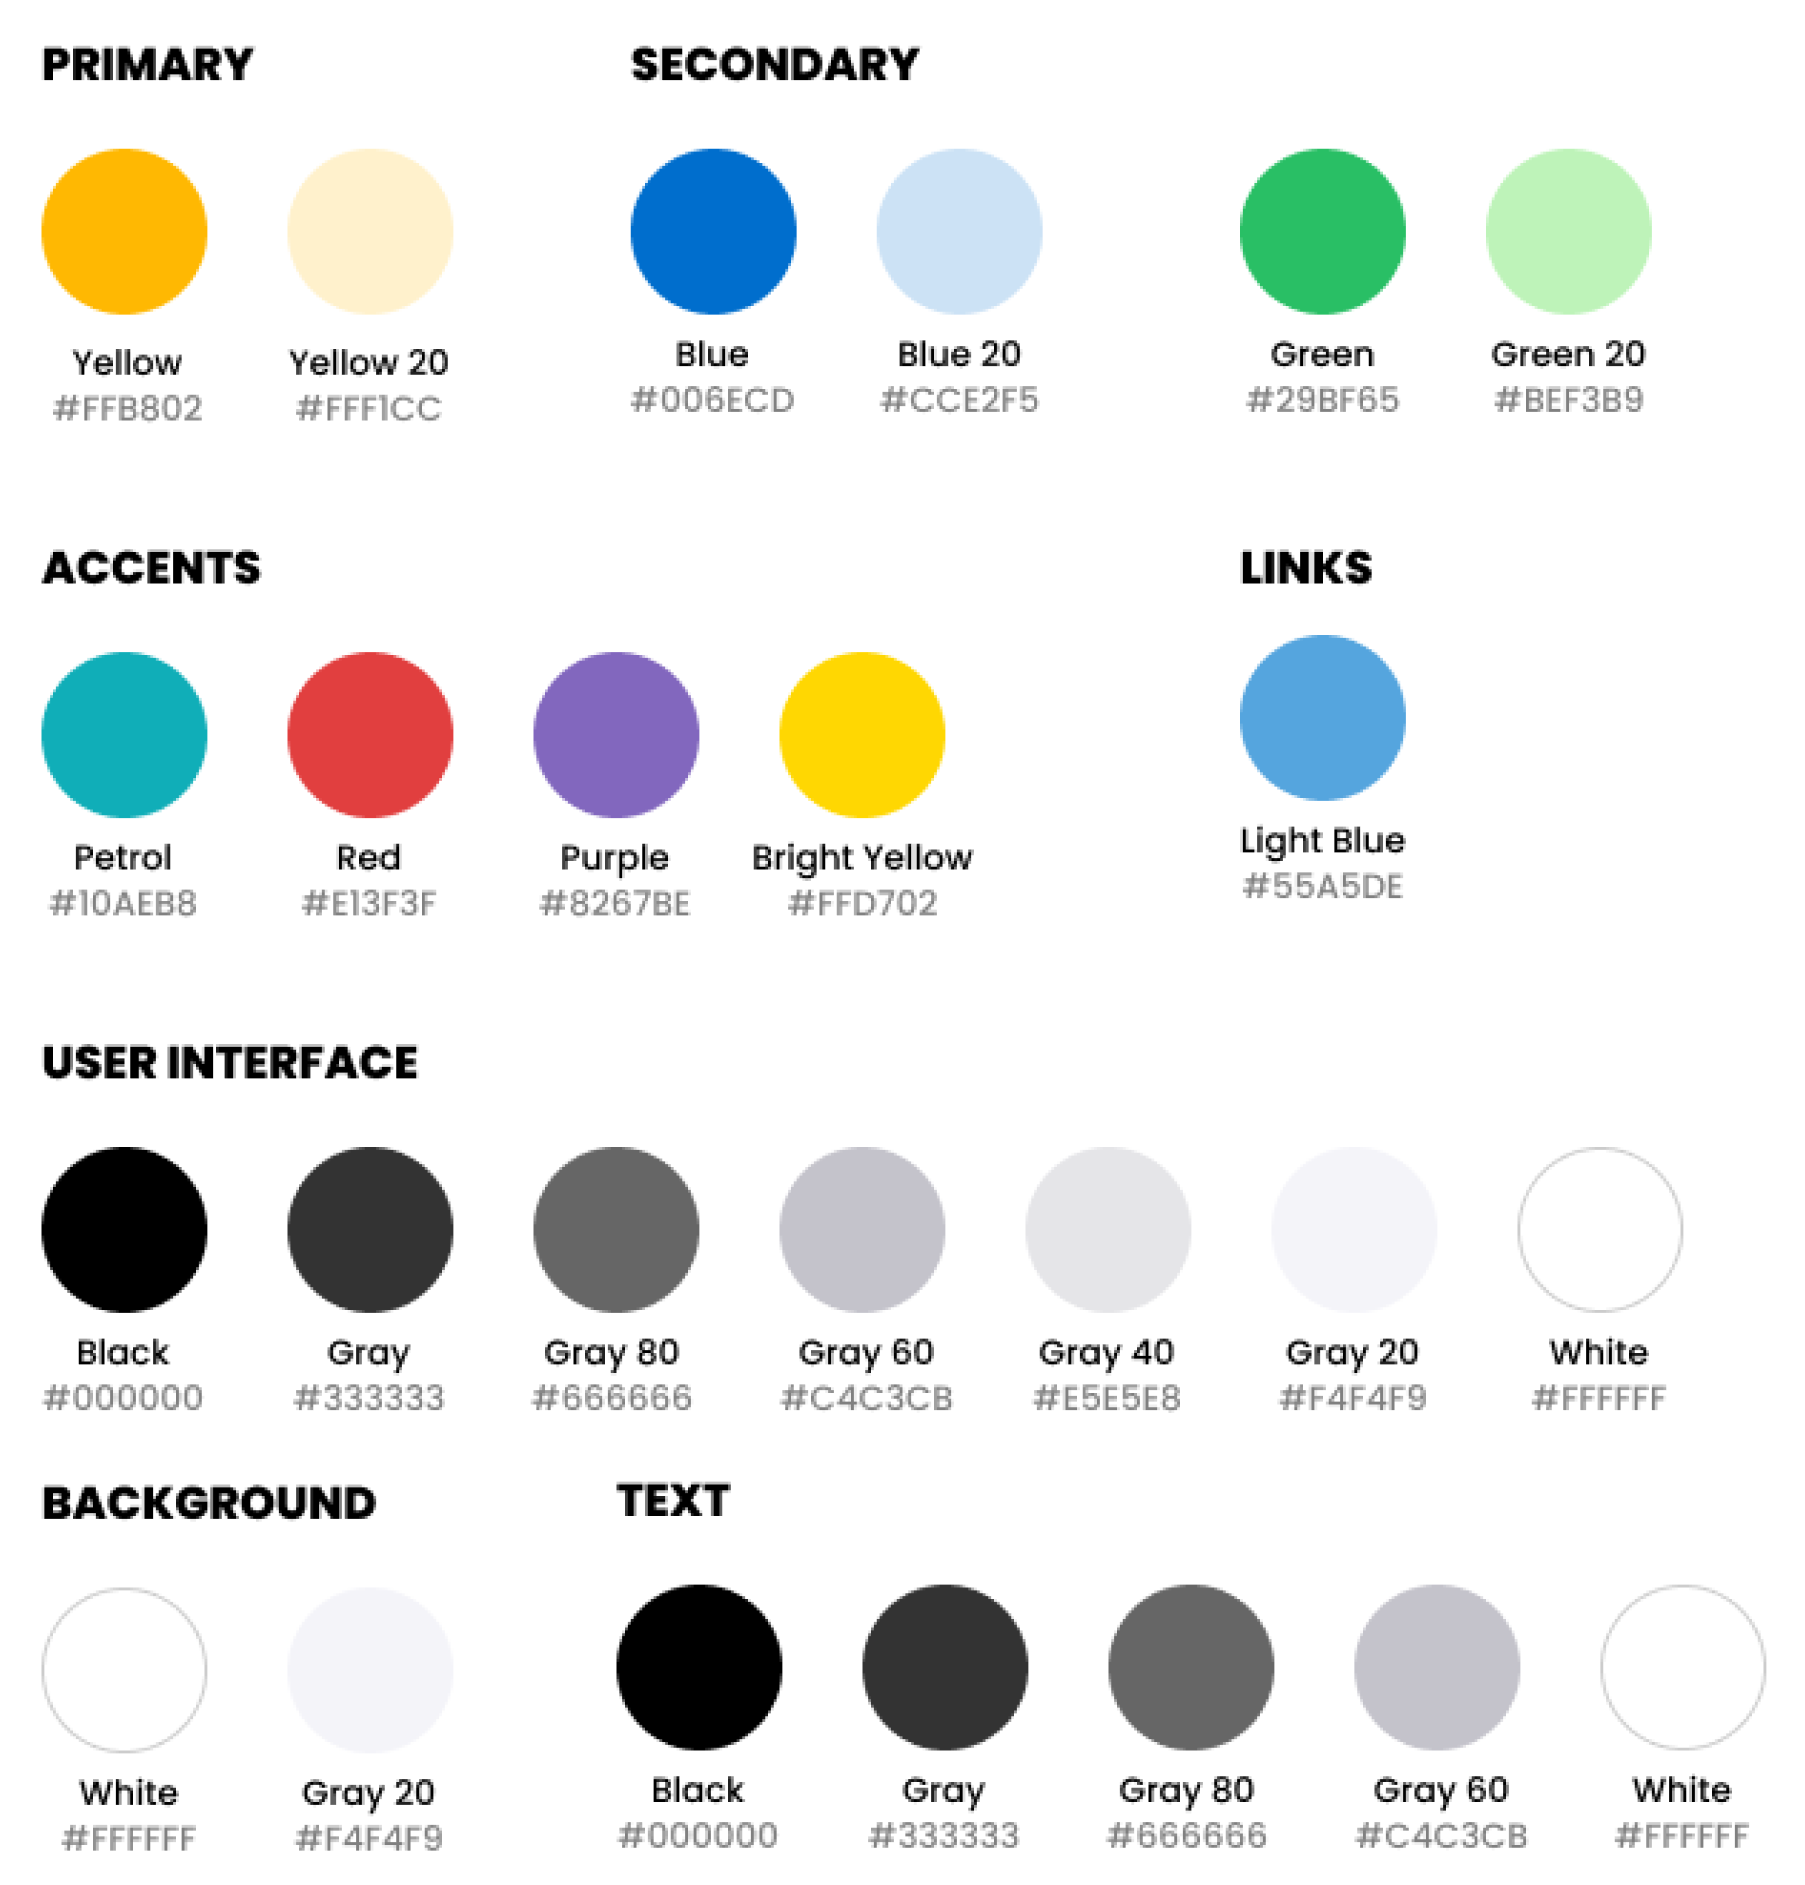 PRIMARY
SECONDARY
Yellow
#FFB802
Yellow 20
#FFF1CC
Blue
#006ECD
Blue 20
#CCE2F5
Green
#29BF65
Green 20
#BEF3B9
ACCENTS
LINKS
Petrol
#10AEB8
Red
#E13F3F
Purple
#8267BE
Bright Yellow
#FFD702
Light Blue
#55A5DE
USER INTERFACE
Black
#000000
Gray
#333333
Gray 80
#666666
Gray 60
#C4C3CB
Gray 40
#E5E5E8
Gray 20
#F4F4F9
White
#FFFFFF
BACKGROUND
TEXT
White
#FFFFFF
Gray 20
#F4F4F9
Black
#000000
Gray
#333333
Gray 80
#666666
Gray 60
#C4C3CB
White
#FFFFFF